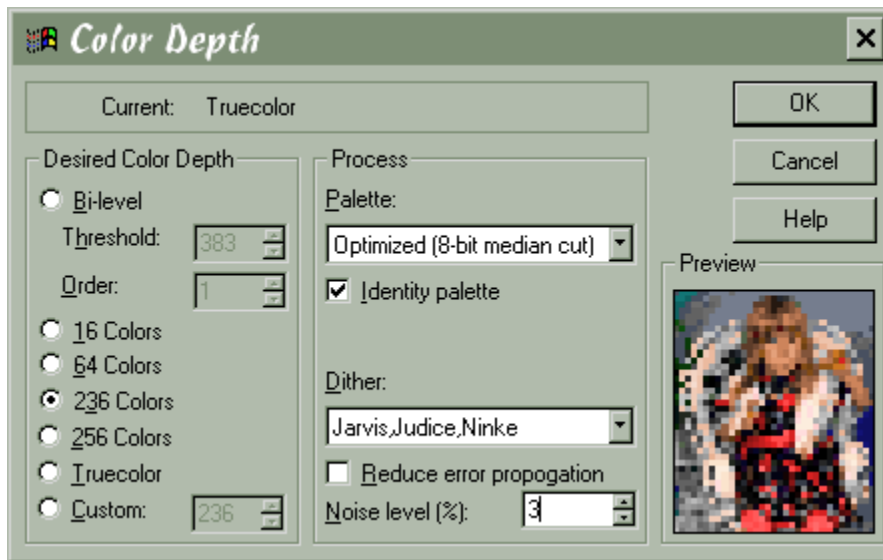 Color Depth
Current: Truecolor
OK
Cancel
Help
Desired Color Depth
Bi-level
Threshold: 383
Order: 1
16 Colors
64 Colors
236 Colors
256 Colors
Truecolor
Custom: 236
Process
Palette:
Optimized (8-bit median cut)
Identity palette
Dither:
Jarvis,Judice,Ninke
Reduce error propogation
Noise level (%): 3
Preview